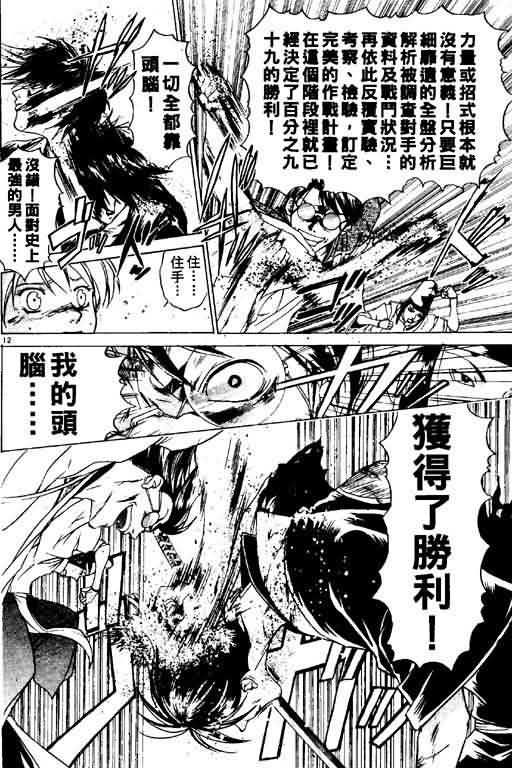 力量或招式根本就
沒有意義！只要巨
細靡遺的全盤分析
解析被調查對手的
資料及戰鬥狀況…
再依此反覆實驗、
考察、檢驗，訂定
完美的作戰計畫！
在這個階段裡就已
經決定了百分之九
十九的勝利！
一切全都靠
頭腦！
沒錯！面對史上
最強的男人……
住…
住手…
12
獲得了勝利！
我的頭
腦……